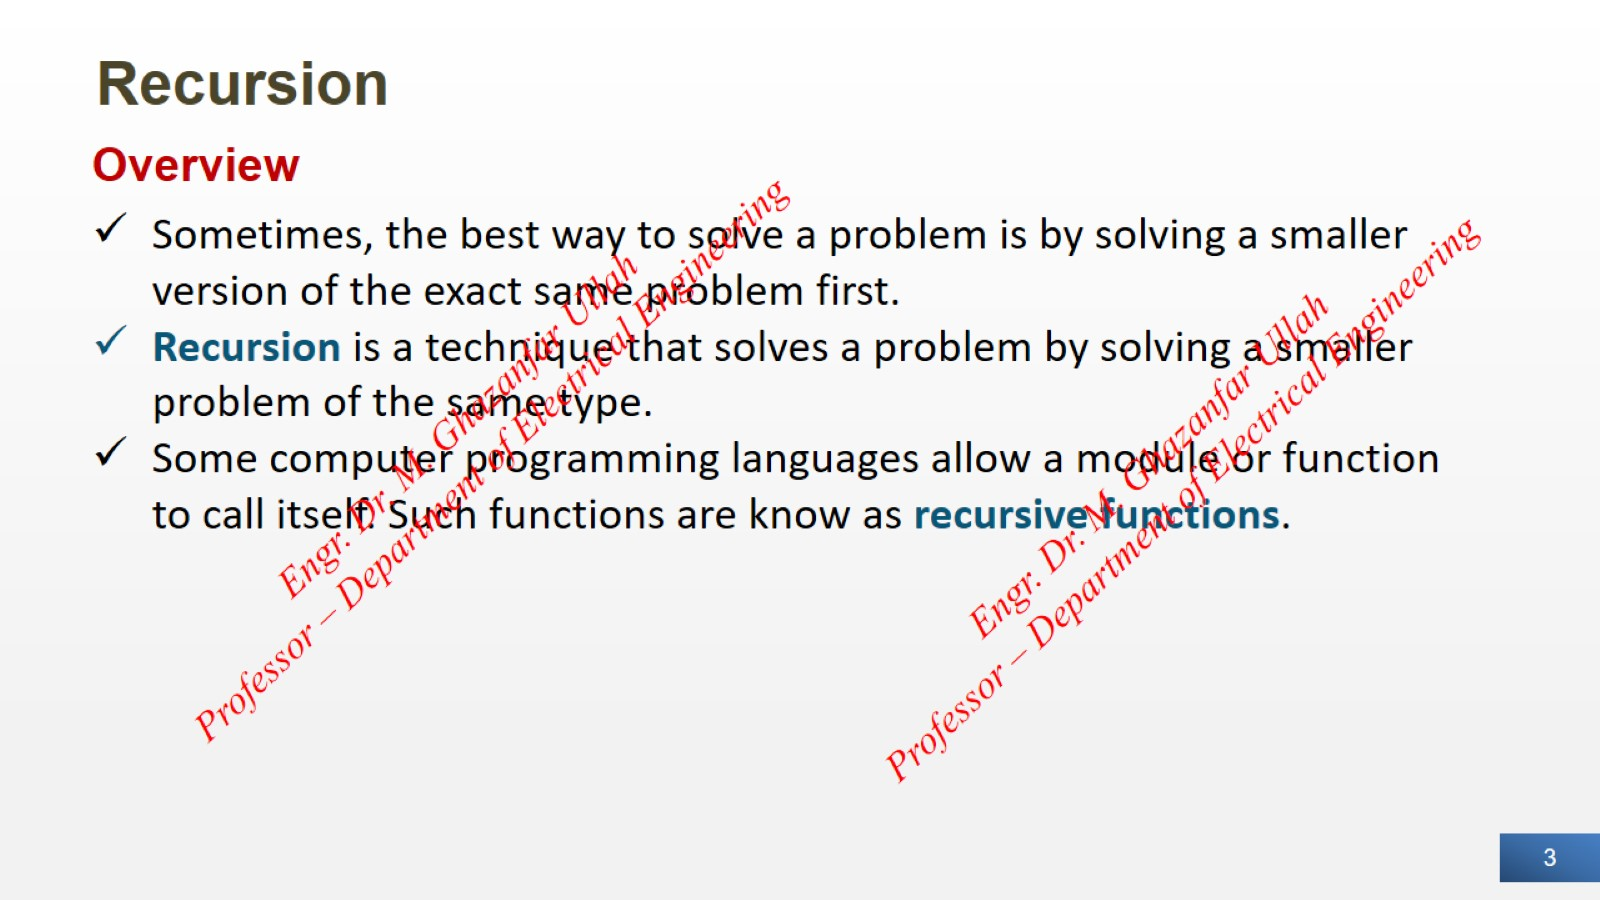 Recursion
Overview
✓ Sometimes, the best way to solve a problem is by solving a smaller
version of the exact same problem first.
✓ Recursion is a technique that solves a problem by solving a smaller
problem of the same type.
✓ Some computer programming languages allow a module or function
to call itself. Such functions are know as recursive functions.
Engr. Dr. M. Ghazanfar Ullah
Professor – Department of Electrical Engineering
Engr. Dr. M. Ghazanfar Ullah
Professor – Department of Electrical Engineering
3